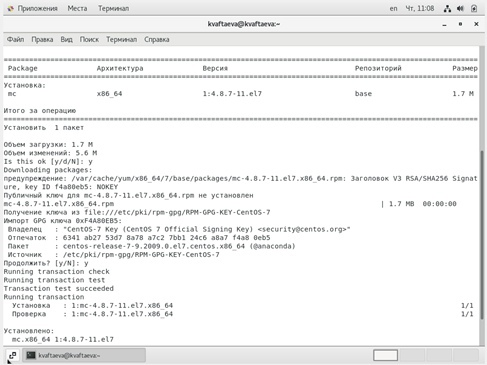 Приложения Места Терминал en Чт, 11:08
kvaftaeva@kvaftaeva:~
Файл Правка Вид Поиск Терминал Справка
================================================================================
Package Архитектура Версия Репозиторий Размер
================================================================================
Установка:
mc x86_64 1:4.8.7-11.el7 base 1.7 M
Итого за операцию
================================================================================
Установить 1 пакет
Объем загрузки: 1.7 M
Объем изменений: 5.6 M
Is this ok [y/d/N]: y
Downloading packages:
предупреждение: /var/cache/yum/x86_64/7/base/packages/mc-4.8.7-11.el7.x86_64.rpm: Заголовок V3 RSA/SHA256 Signat
ure, key ID f4a80eb5: NOKEY
Публичный ключ для mc-4.8.7-11.el7.x86_64.rpm не установлен
mc-4.8.7-11.el7.x86_64.rpm | 1.7 MB 00:00:00
Получение ключа из file:///etc/pki/rpm-gpg/RPM-GPG-KEY-CentOS-7
Импорт GPG ключа 0xF4A80EB5:
Владелец : "CentOS-7 Key (CentOS 7 Official Signing Key) <security@centos.org>"
Отпечаток : 6341 ab27 53d7 8a78 a7c2 7bb1 24c6 a8a7 f4a8 0eb5
Пакет : centos-release-7-9.2009.0.el7.centos.x86_64 (@anaconda)
Источник : /etc/pki/rpm-gpg/RPM-GPG-KEY-CentOS-7
Продолжить? [y/N]: y
Running transaction check
Running transaction test
Transaction test succeeded
Running transaction
Установка : 1:mc-4.8.7-11.el7.x86_64 1/1
Проверка : 1:mc-4.8.7-11.el7.x86_64 1/1
Установлено:
mc.x86_64 1:4.8.7-11.el7
kvaftaeva@kvaftaeva:~